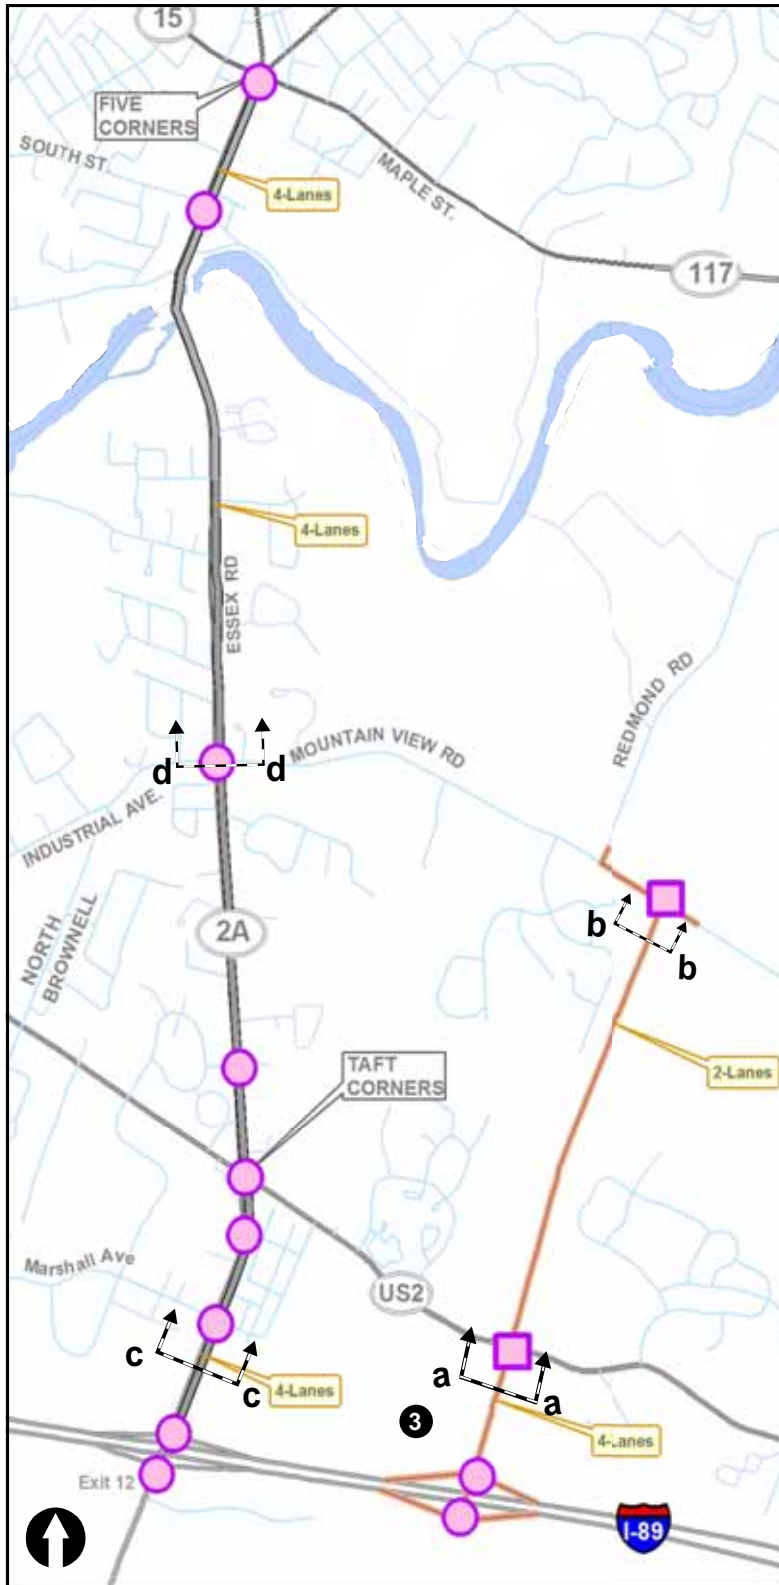 15
FIVE
CORNERS
SOUTH ST.
4-Lanes
MAPLE ST.
117
4-Lanes
ESSEX RD
REDMOND RD
MOUNTAIN VIEW RD
d
d
INDUSTRIAL AVE.
NORTH
BROWNELL
2A
b
b
TAFT
CORNERS
2-Lanes
Marshall Ave
US2
c
c
4-Lanes
a
a
3
4-Lanes
Exit 12
I-89